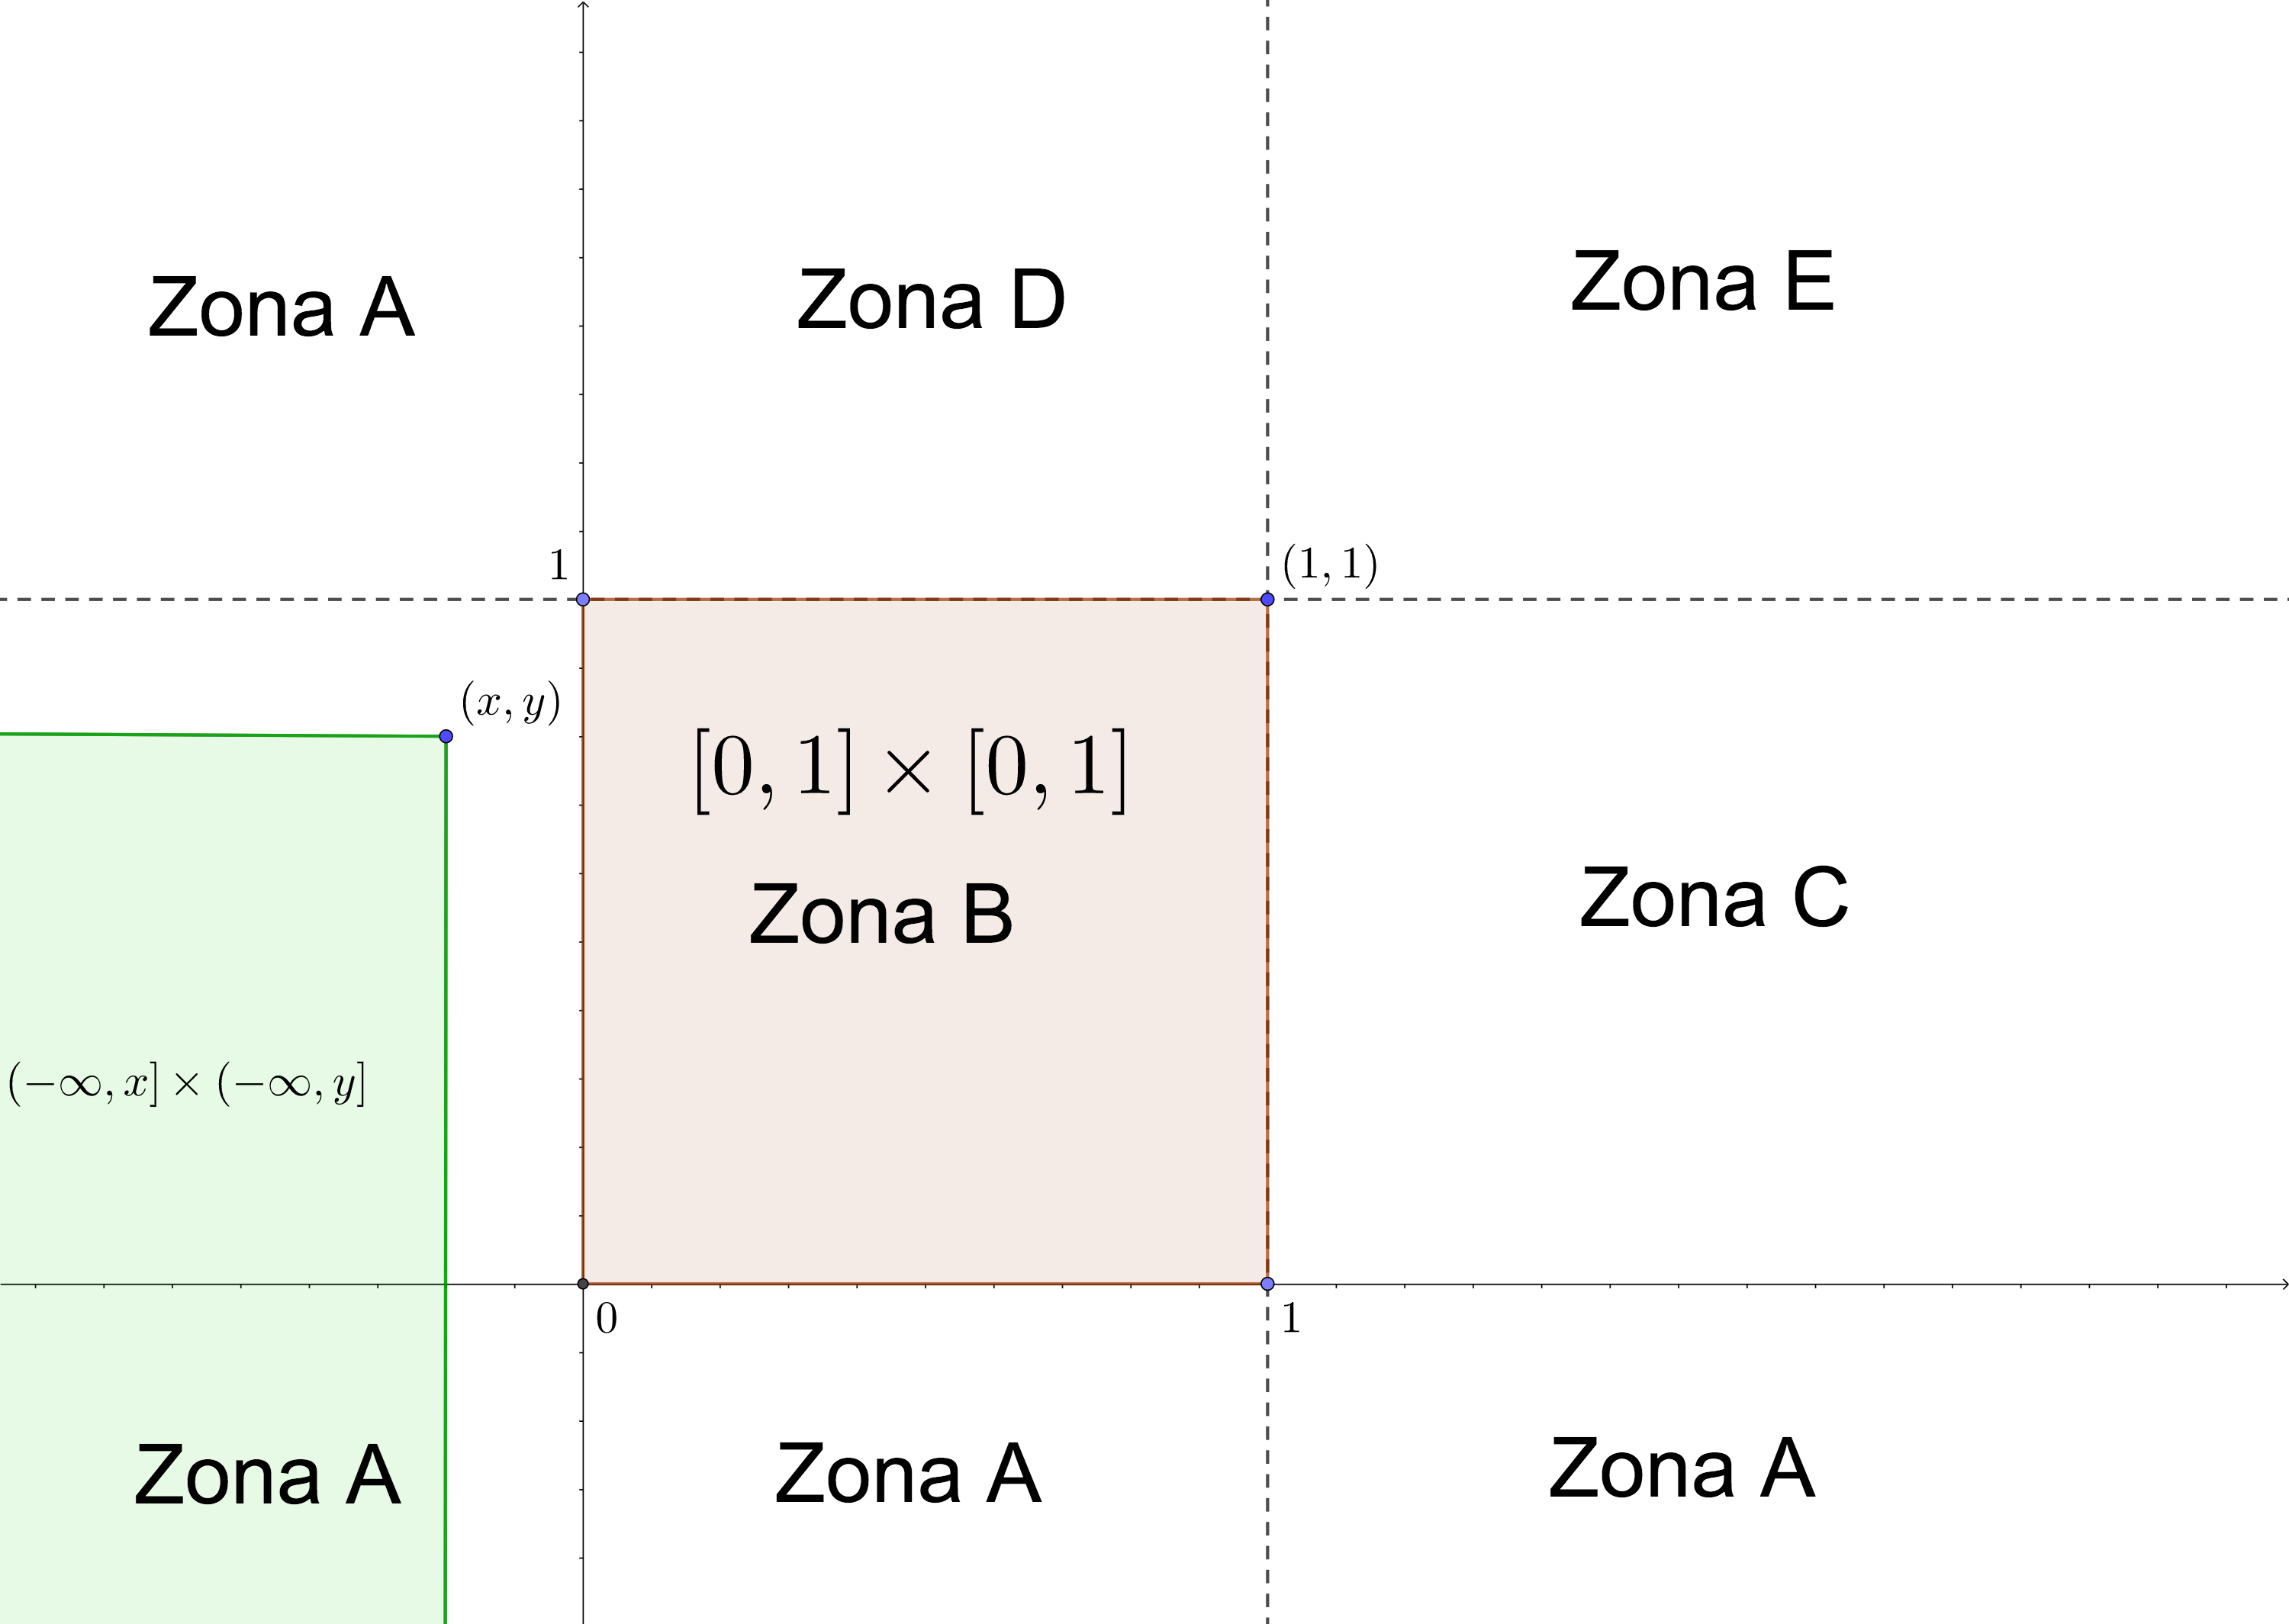 Zona A
Zona D
Zona E
1
(1, 1)
(x, y)
[0, 1] × [0, 1]
Zona B
Zona C
(−∞, x] × (−∞, y]
0
1
Zona A
Zona A
Zona A